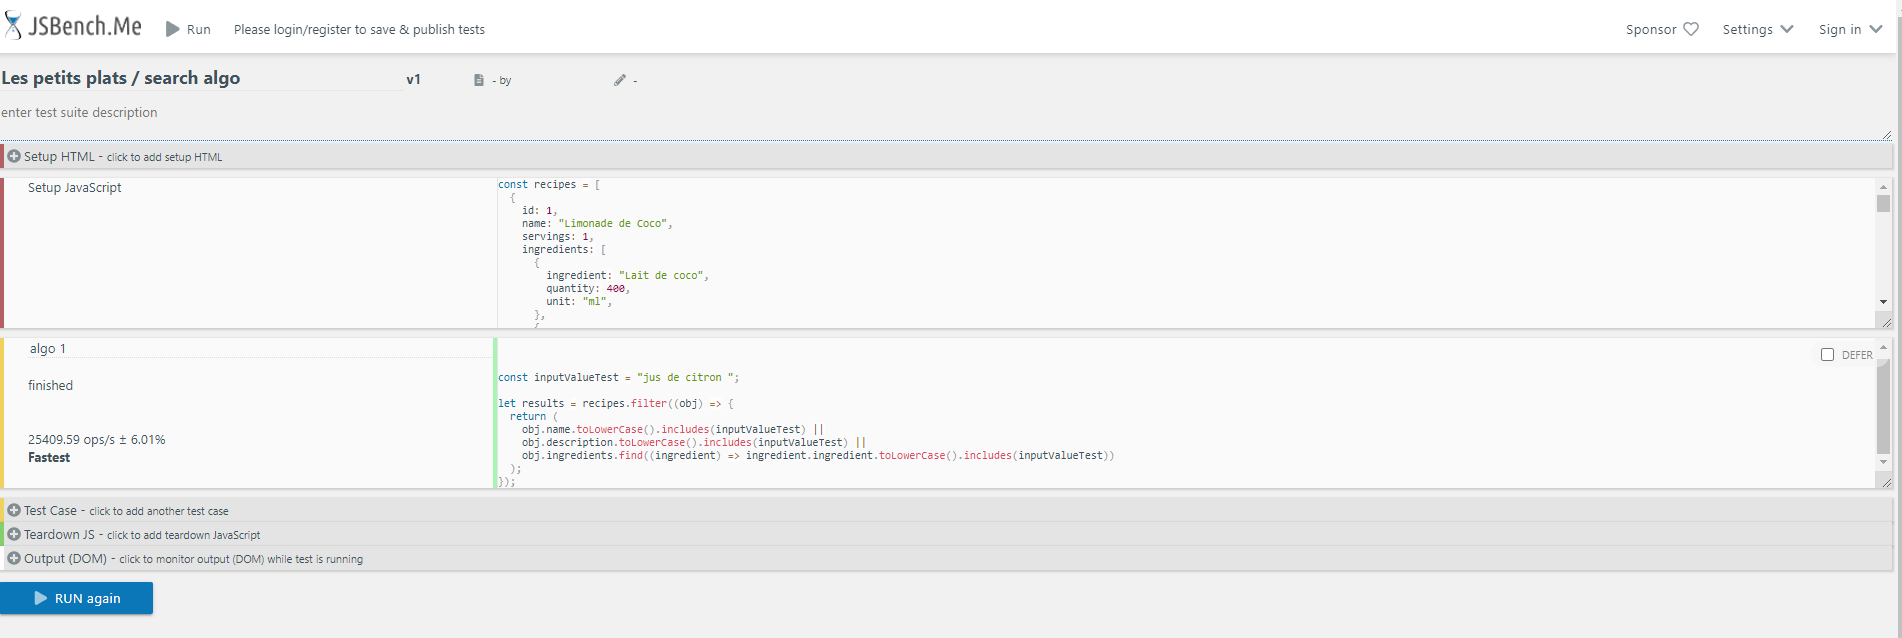 JSBench.Me Run Please login/register to save & publish tests Sponsor Settings Sign in
Les petits plats / search algo v1 - by -
enter test suite description
Setup HTML - click to add setup HTML
Setup JavaScript
const recipes = [
{
id: 1,
name: "Limonade de Coco",
servings: 1,
ingredients: [
{
ingredient: "Lait de coco",
quantity: 400,
unit: "ml",
},
{
algo 1
DEFER
finished
25409.59 ops/s ± 6.01%
Fastest
const inputValueTest = "jus de citron ";
let results = recipes.filter((obj) => {
return (
obj.name.toLowerCase().includes(inputValueTest) ||
obj.description.toLowerCase().includes(inputValueTest) ||
obj.ingredients.find((ingredient) => ingredient.ingredient.toLowerCase().includes(inputValueTest))
);
});
Test Case - click to add another test case
Teardown JS - click to add teardown JavaScript
Output (DOM) - click to monitor output (DOM) while test is running
RUN again